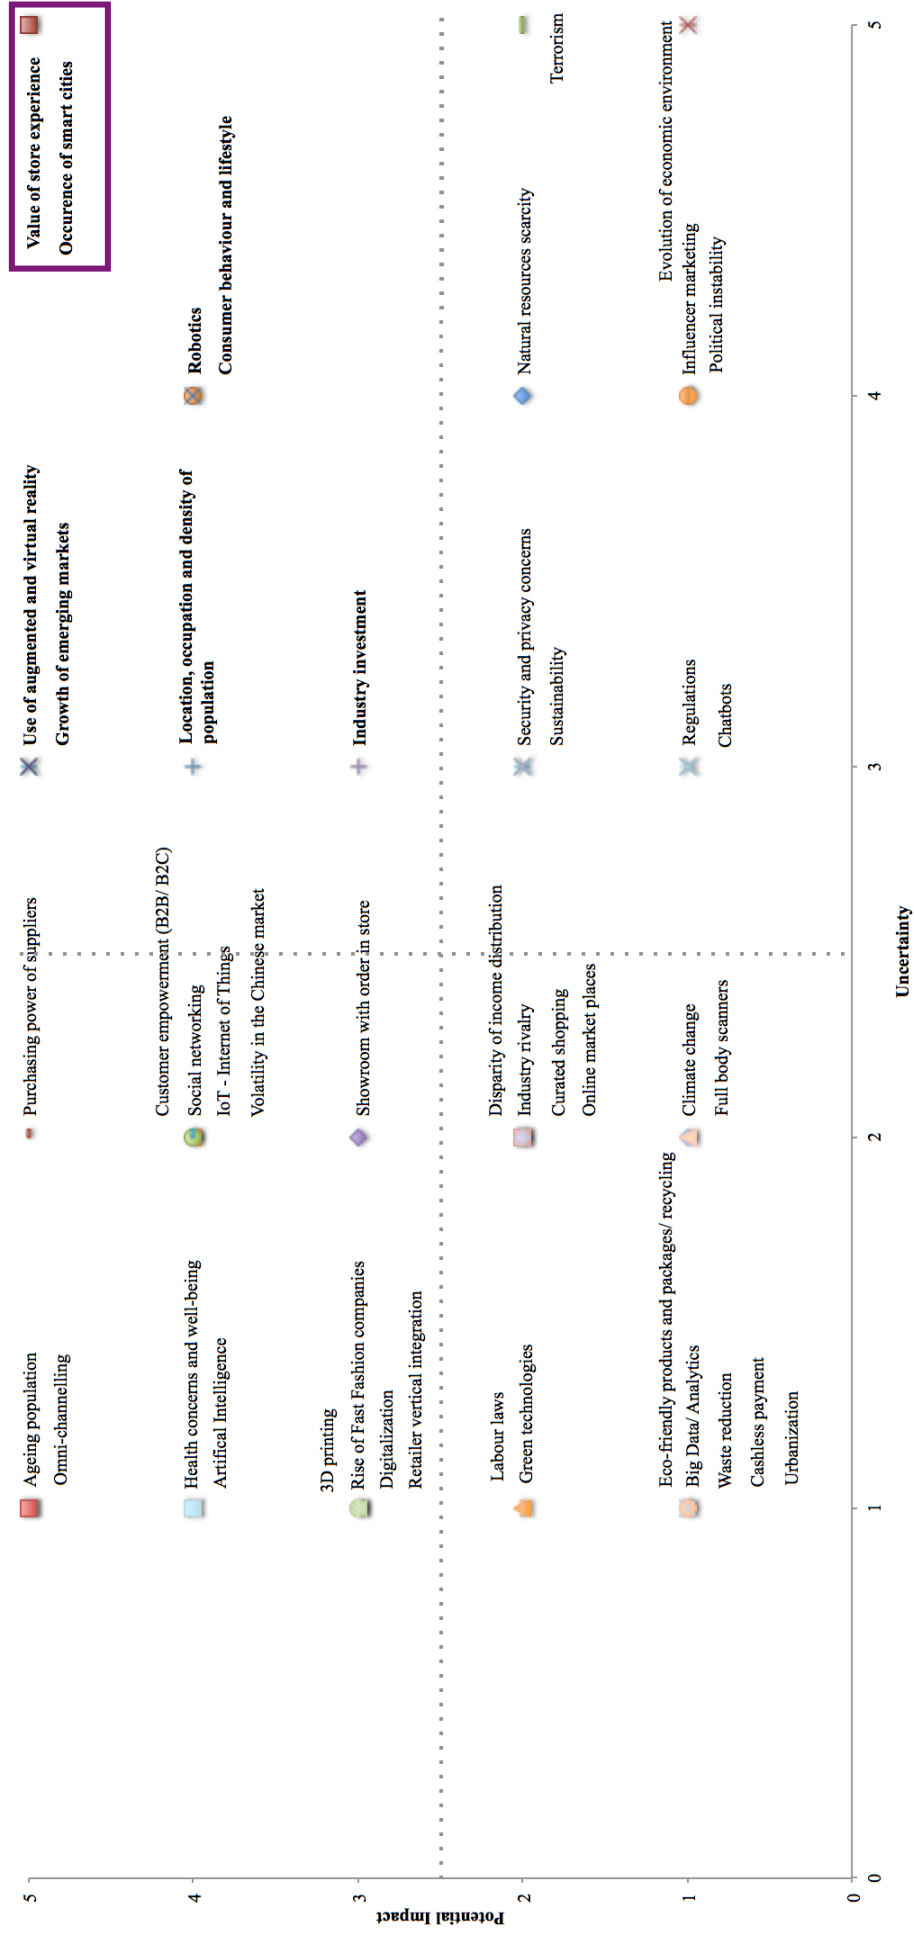 Potential Impact
5
4
3
2
1
0
Ageing population
Omni-channelling
Purchasing power of suppliers
Use of augmented and virtual reality
Growth of emerging markets
Value of store experience
Occurence of smart cities
Health concerns and well-being
Artifical Intelligence
Customer empowerment (B2B/ B2C)
Social networking
IoT - Internet of Things
Volatility in the Chinese market
Location, occupation and density of
population
Robotics
Consumer behaviour and lifestyle
3D printing
Rise of Fast Fashion companies
Digitalization
Retailer vertical integration
Showroom with order in store
Industry investment
Labour laws
Green technologies
Disparity of income distribution
Industry rivalry
Curated shopping
Online market places
Security and privacy concerns
Sustainability
Natural resources scarcity
Terrorism
Eco-friendly products and packages/ recycling
Big Data/ Analytics
Waste reduction
Cashless payment
Urbanization
Climate change
Full body scanners
Regulations
Chatbots
Evolution of economic environment
Influencer marketing
Political instability
0
1
2
3
4
5
Uncertainty